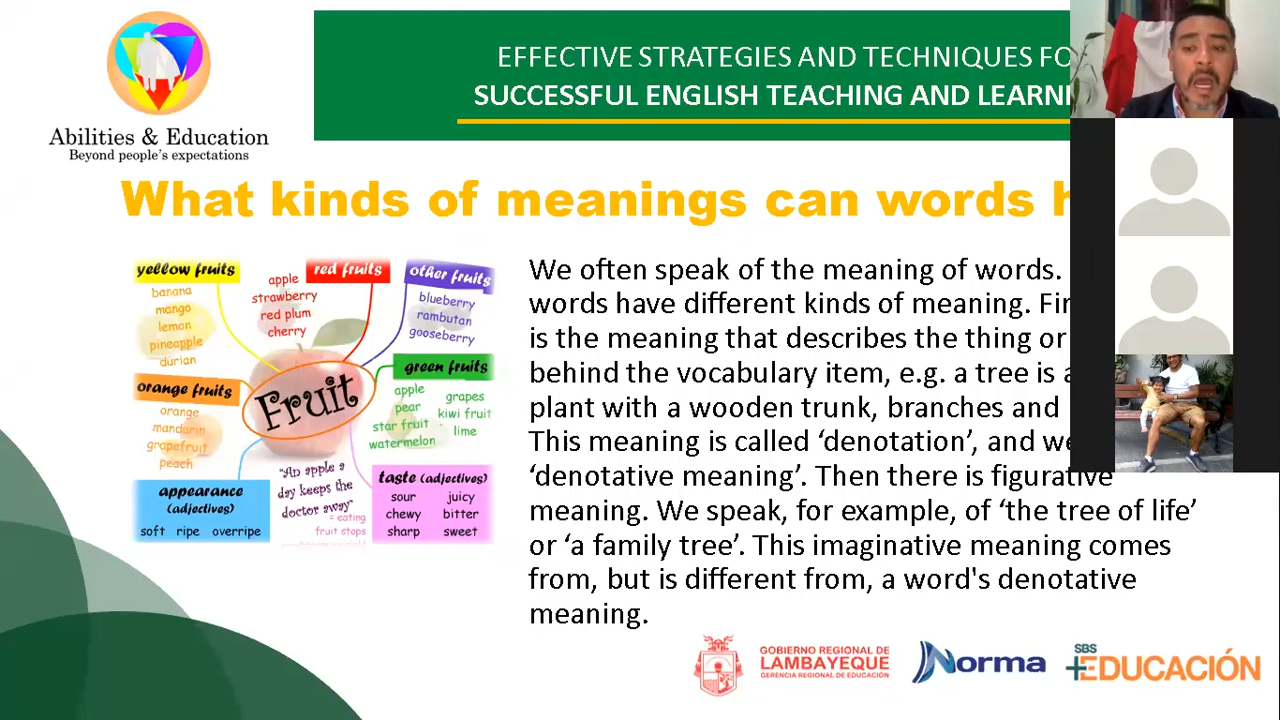 Abilities & Education
Beyond people's expectations
EFFECTIVE STRATEGIES AND TECHNIQUES
SUCCESSFUL ENGLISH TEACHING AND
What kinds of meanings can words
yellow fruits
banana
mango
lemon
pineapple
durian
red fruits
apple
strawberry
red plum
cherry
other fruits
blueberry
rambutan
gooseberry
orange fruits
orange
mandarin
grapefruit
peach
Fruit
green fruits
apple
pear
star fruit
watermelon
grapes
kiwi fruit
lime
appearance
(adjectives)
soft ripe overripe
"An apple a
day keeps the
doctor away"
= eating
fruit stops
taste (adjectives)
sour juicy
chewy bitter
sharp sweet
We often speak of the meaning of words.
words have different kinds of meaning.
is the meaning that describes the thing or
behind the vocabulary item, e.g. a tree is
plant with a wooden trunk, branches and
This meaning is called ‘denotation’, and
‘denotative meaning’. Then there is figurative
meaning. We speak, for example, of ‘the tree of life’
or ‘a family tree’. This imaginative meaning comes
from, but is different from, a word's denotative
meaning.
GOBIERNO REGIONAL DE
LAMBAYEQUE
GERENCIA REGIONAL DE EDUCACIÓN
Norma
SBS
EDUCACIÓN